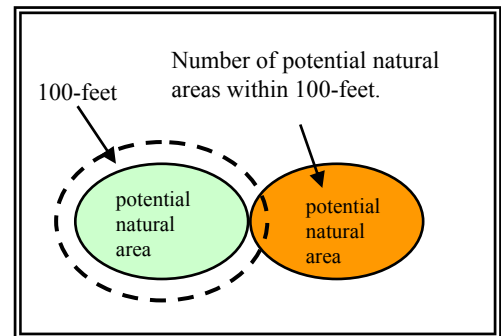 Number of potential natural
areas within 100-feet.
100-feet
potential
natural
area
potential
natural
area